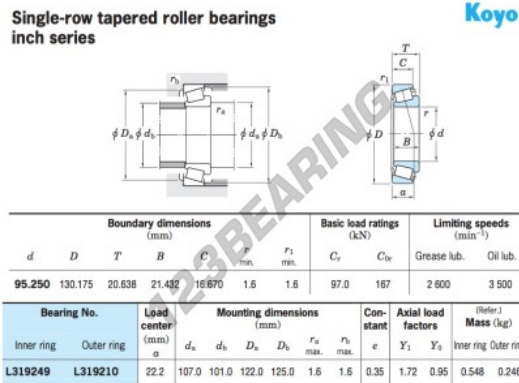 Single-row tapered roller bearings
inch series
Koyo
T
C
r1
rb
ra
r
φDa φdb
φda φDb
φD
B
φd
a
Boundary dimensions
(mm)
Basic load ratings
(kN)
Limiting speeds
(min⁻¹)
d D T B C r min. r1 min. Cr C0r Grease lub. Oil lub.
95.250 130.175 20.638 21.432 16.670 1.6 1.6 97.0 167 2 600 3 500
Bearing No.
Load center (mm) a
Mounting dimensions
(mm)
Constant e
Axial load factors
(Refer.)
Mass (kg)
Inner ring Outer ring da db Da Db ra max. rb max. Y1 Y0 Inner ring Outer rin
L319249 L319210 22.2 107.0 101.0 122.0 125.0 1.6 1.6 0.35 1.72 0.95 0.548 0.246
123BEARING